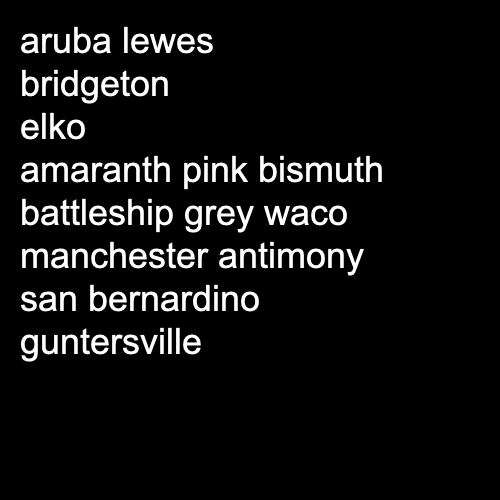 aruba lewes
bridgeton
elko
amaranth pink bismuth
battleship grey waco
manchester antimony
san bernardino
guntersville